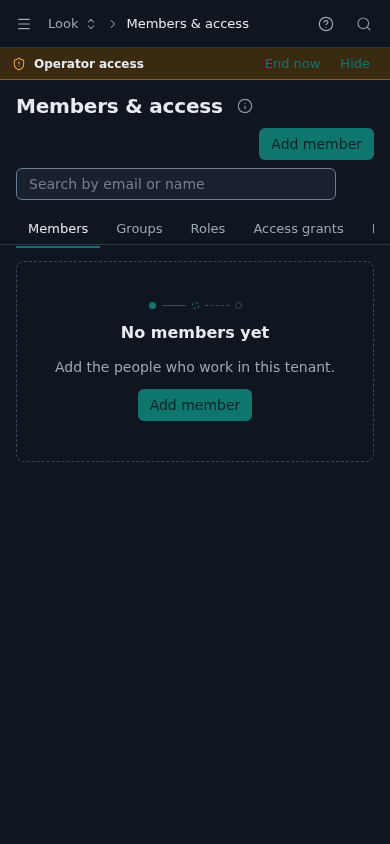 Look Members & access
Operator access End now Hide
Members & access
Add member
Search by email or name
Members Groups Roles Access grants
No members yet
Add the people who work in this tenant.
Add member